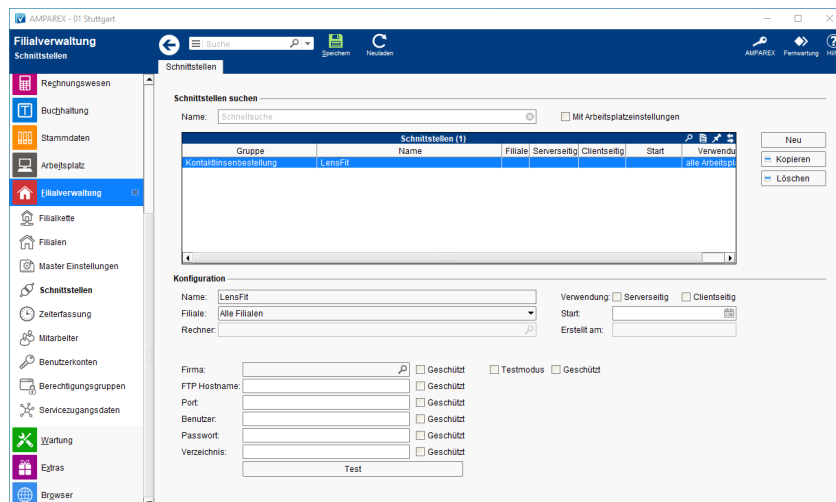 AMPAREX - 01 Stuttgart
Filialverwaltung
Schnittstellen
Suche
Speichern
Neuladen
AMPAREX
Fernwartung
Schnittstellen
Rechnungswesen
Buchhaltung
Stammdaten
Arbeitsplatz
Filialverwaltung
Filialkette
Filialen
Master Einstellungen
Schnittstellen
Zeiterfassung
Mitarbeiter
Benutzerkonten
Berechtigungsgruppen
Servicezugangsdaten
Wartung
Extras
Browser
Schnittstellen suchen
Name: Schnellsuche
Mit Arbeitsplatzeinstellungen
Schnittstellen (1)
Gruppe Name Filiale Serverseitig Clientseitig Start Verwendu
Kontaktlinsenbestellung LensFit alle Arbeitspl
Neu
Kopieren
Löschen
Konfiguration
Name: LensFit Verwendung: Serverseitig Clientseitig
Filiale: Alle Filialen Start:
Rechner: Erstellt am:
Firma: Geschützt Testmodus Geschützt
FTP Hostname: Geschützt
Port: Geschützt
Benutzer: Geschützt
Passwort: Geschützt
Verzeichnis: Geschützt
Test